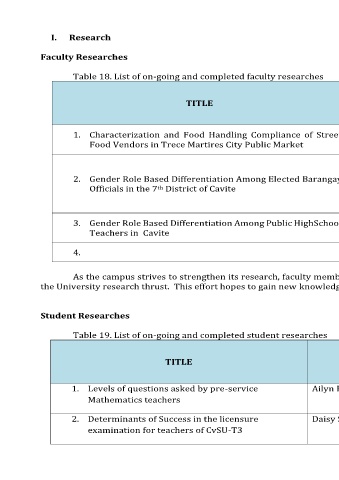 I. Research
Faculty Researches
Table 18. List of on-going and completed faculty researches
TITLE
1. Characterization and Food Handling Compliance of Stree
Food Vendors in Trece Martires City Public Market
2. Gender Role Based Differentiation Among Elected Barangay
Officials in the 7th District of Cavite
3. Gender Role Based Differentiation Among Public HighSchoo
Teachers in Cavite
4.
As the campus strives to strengthen its research, faculty memb
the University research thrust. This effort hopes to gain new knowledg
Student Researches
Table 19. List of on-going and completed student researches
TITLE
1. Levels of questions asked by pre-service Ailyn
Mathematics teachers
2. Determinants of Success in the licensure Daisy
examination for teachers of CvSU-T3